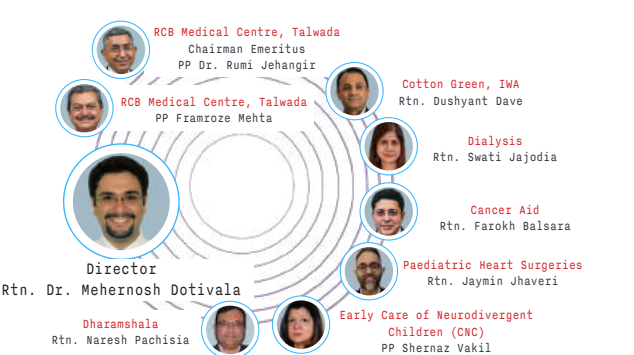 RCB Medical Centre, Talwada
Chairman Emeritus
PP Dr. Rumi Jehangir
RCB Medical Centre, Talwada
PP Framroze Mehta
Cotton Green, IWA
Rtn. Dushyant Dave
Dialysis
Rtn. Swati Jajodia
Cancer Aid
Rtn. Farokh Balsara
Director
Rtn. Dr. Mehernosh Dotivala
Paediatric Heart Surgeries
Rtn. Jaymin Jhaveri
Dharamshala
Rtn. Naresh Pachisia
Early Care of Neurodivergent
Children (CNC)
PP Shernaz Vakil